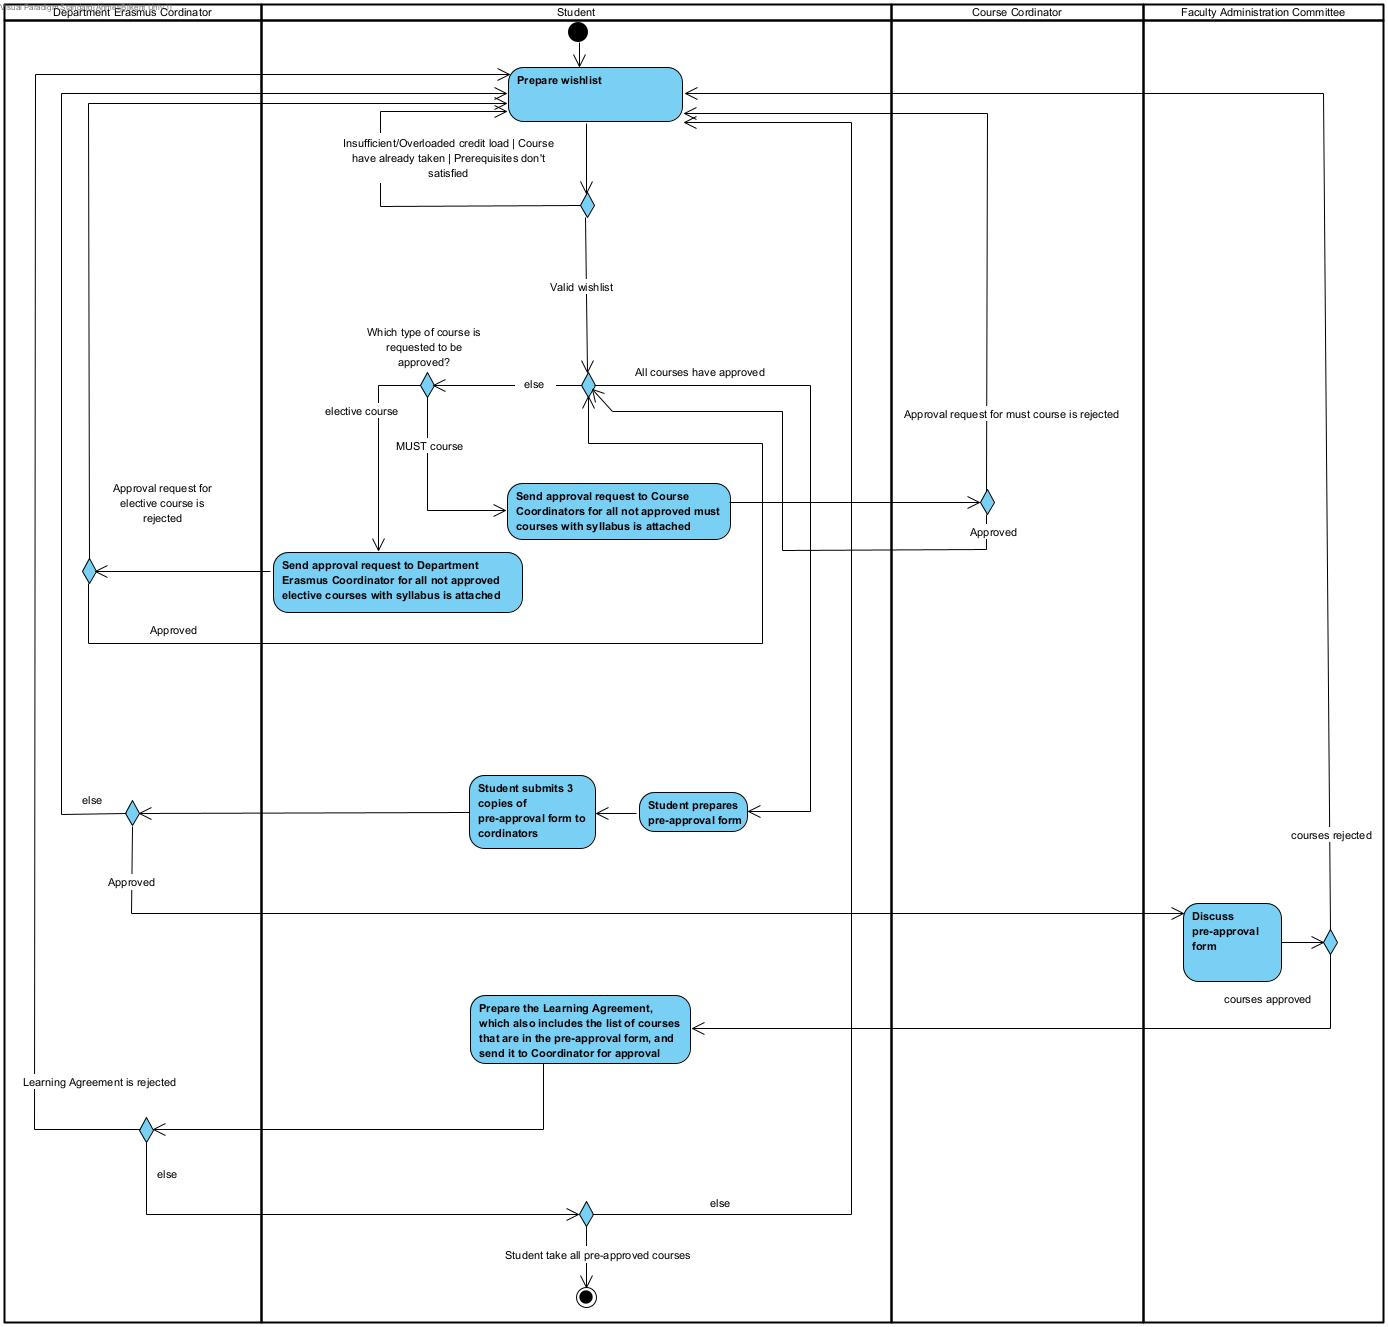 Department Erasmus Cordinator
Student
Course Cordinator
Faculty Administration Committee
Prepare wishlist
Insufficient/Overloaded credit load | Course
have already taken | Prerequisites don't
satisfied
Valid wishlist
Which type of course is
requested to be
approved?
All courses have approved
else
elective course
MUST course
Approval request for must course is rejected
Approval request for
elective course is
rejected
Send approval request to Course
Coordinators for all not approved must
courses with syllabus is attached
Approved
Send approval request to Department
Erasmus Coordinator for all not approved
elective courses with syllabus is attached
Approved
Student submits 3
copies of
pre-approval form to
cordinators
Student prepares
pre-approval form
else
courses rejected
Approved
Discuss
pre-approval
form
courses approved
Prepare the Learning Agreement,
which also includes the list of courses
that are in the pre-approval form, and
send it to Coordinator for approval
Learning Agreement is rejected
else
else
Student take all pre-approved courses